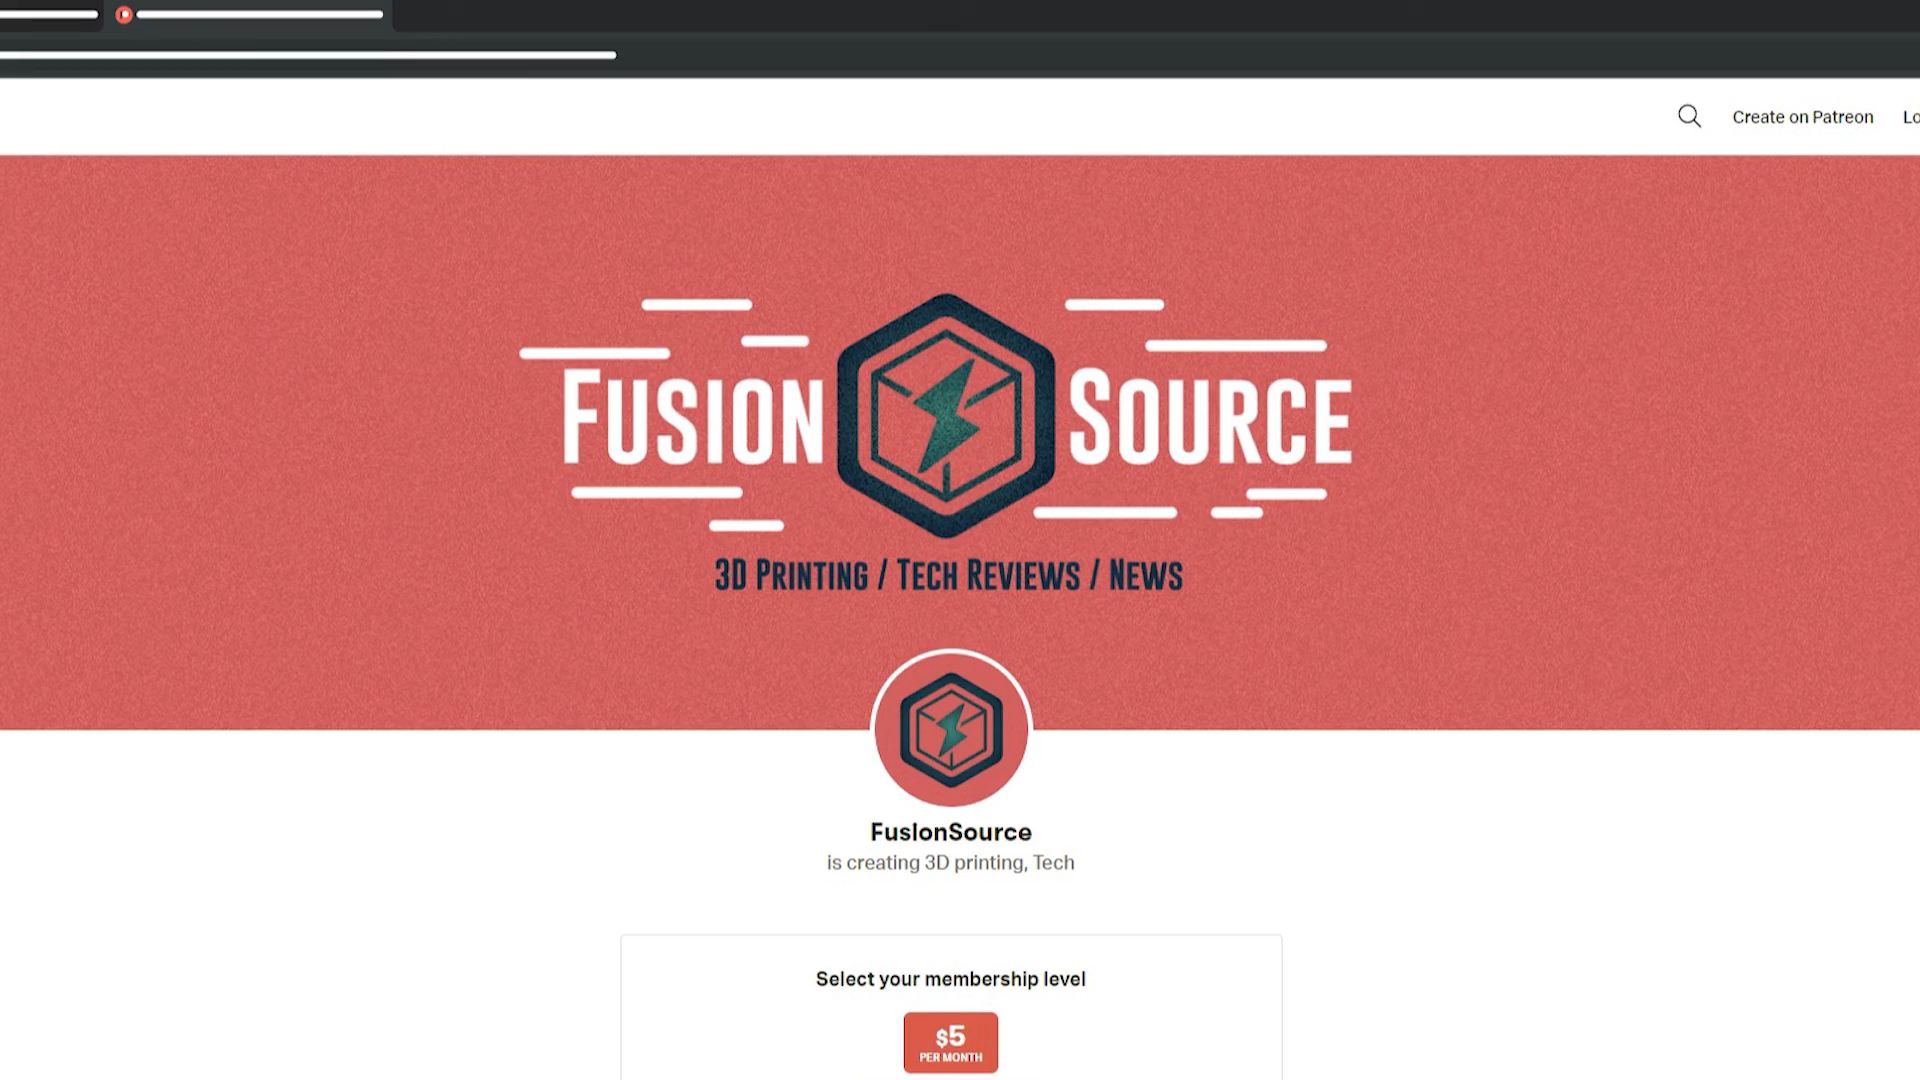 Create on Patreon
Lo
FUSION SOURCE
3D PRINTING / TECH REVIEWS / NEWS
FusIonSource
is creating 3D printing, Tech
Select your membership level
$5
PER MONTH